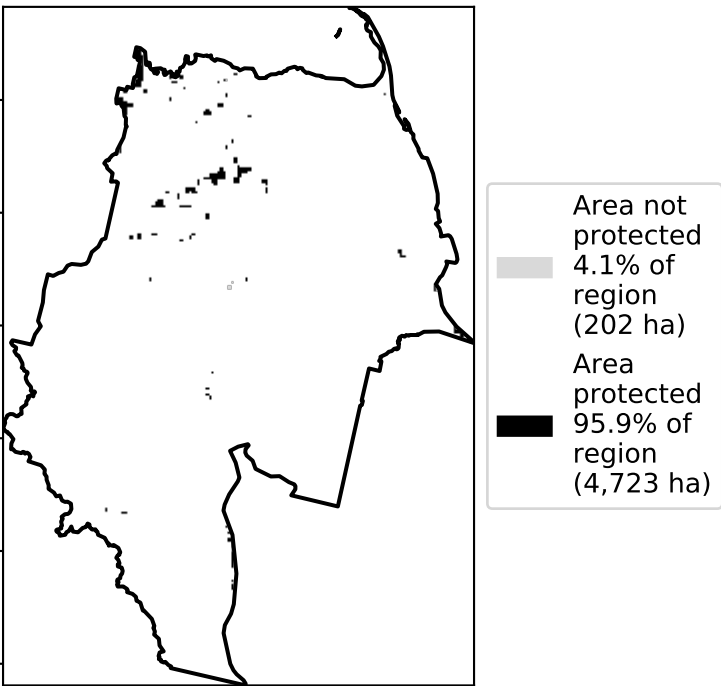 Area not
protected
4.1% of
region
(202 ha)
Area
protected
95.9% of
region
(4,723 ha)